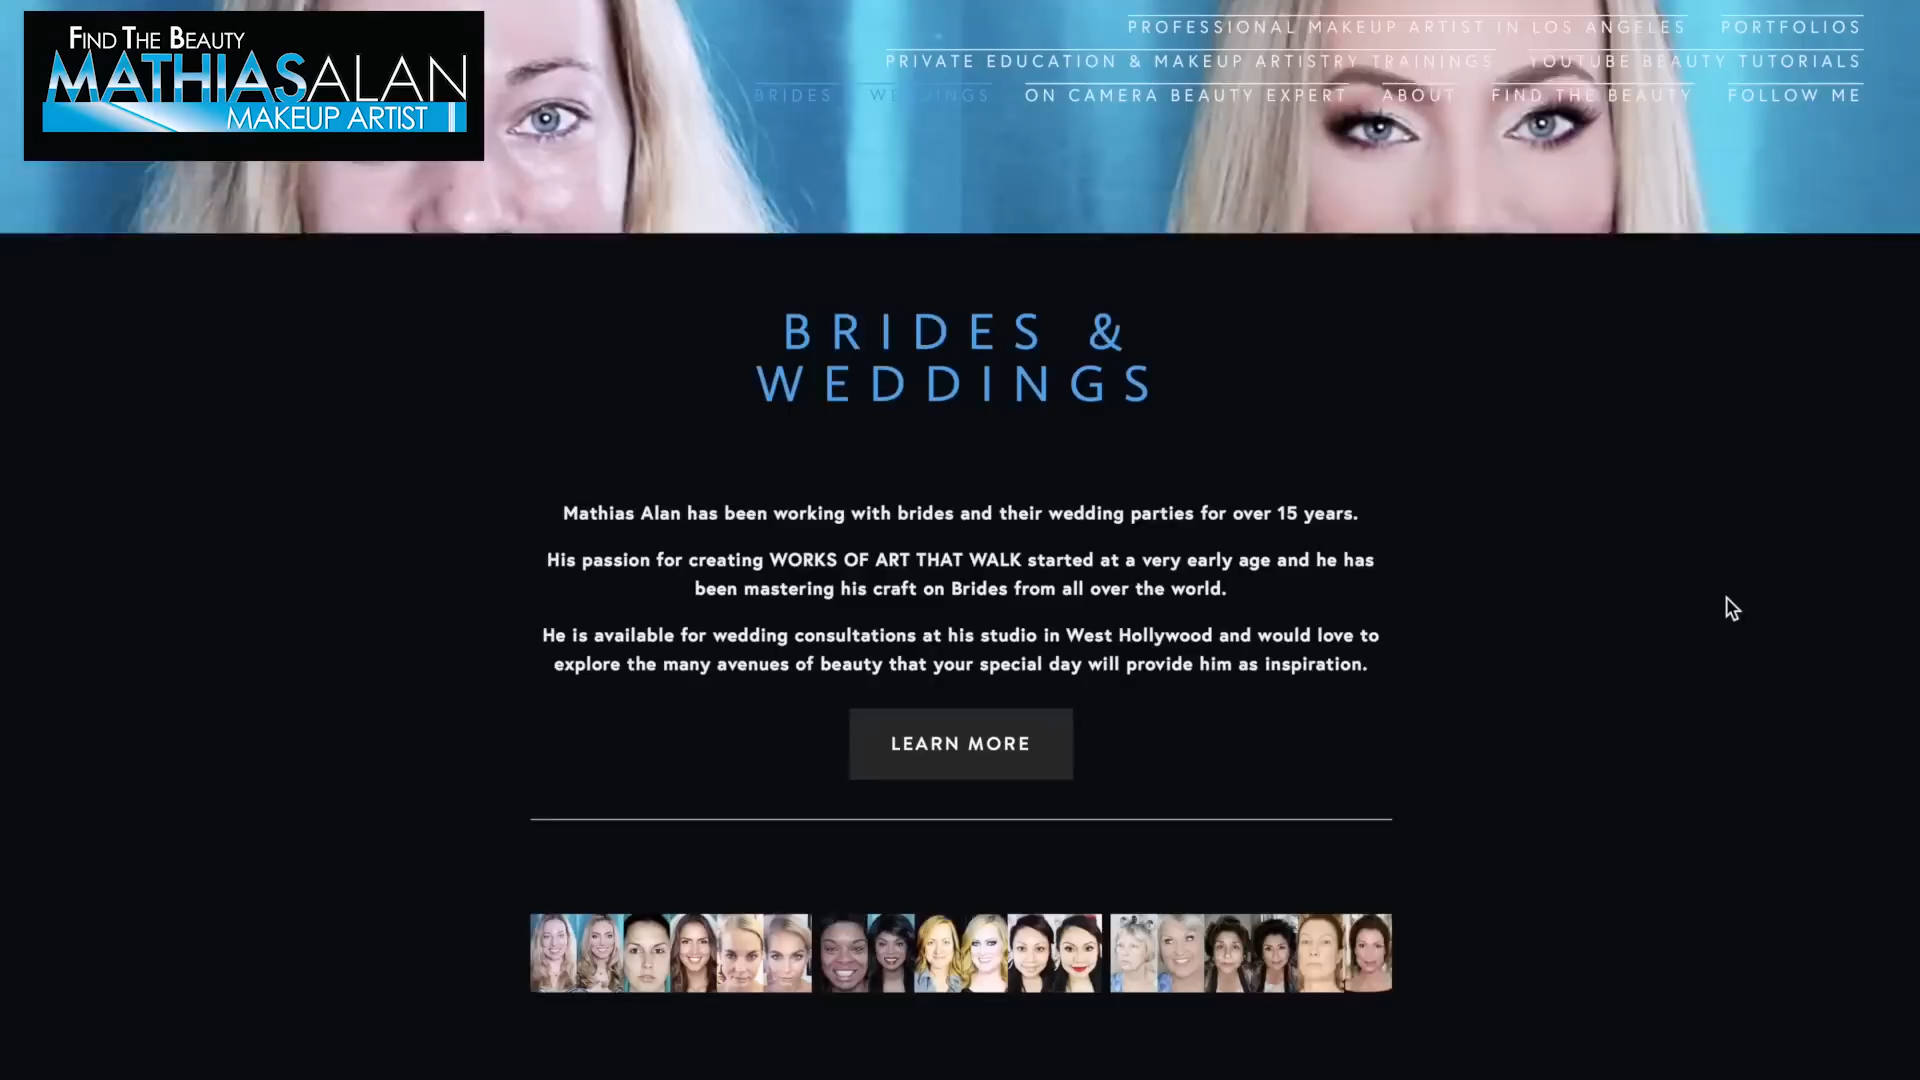 FIND THE BEAUTY
MATHIASALAN
MAKEUP ARTIST
PROFESSIONAL MAKEUP ARTIST IN LOS ANGELES PORTFOLIOS
PRIVATE EDUCATION & MAKEUP ARTISTRY TRAININGS YOUTUBE BEAUTY TUTORIALS
BRIDES WEDDINGS ON CAMERA BEAUTY EXPERT ABOUT FIND THE BEAUTY FOLLOW ME
BRIDES &
WEDDINGS
Mathias Alan has been working with brides and their wedding parties for over 15 years.
His passion for creating WORKS OF ART THAT WALK started at a very early age and he has
been mastering his craft on Brides from all over the world.
He is available for wedding consultations at his studio in West Hollywood and would love to
explore the many avenues of beauty that your special day will provide him as inspiration.
LEARN MORE